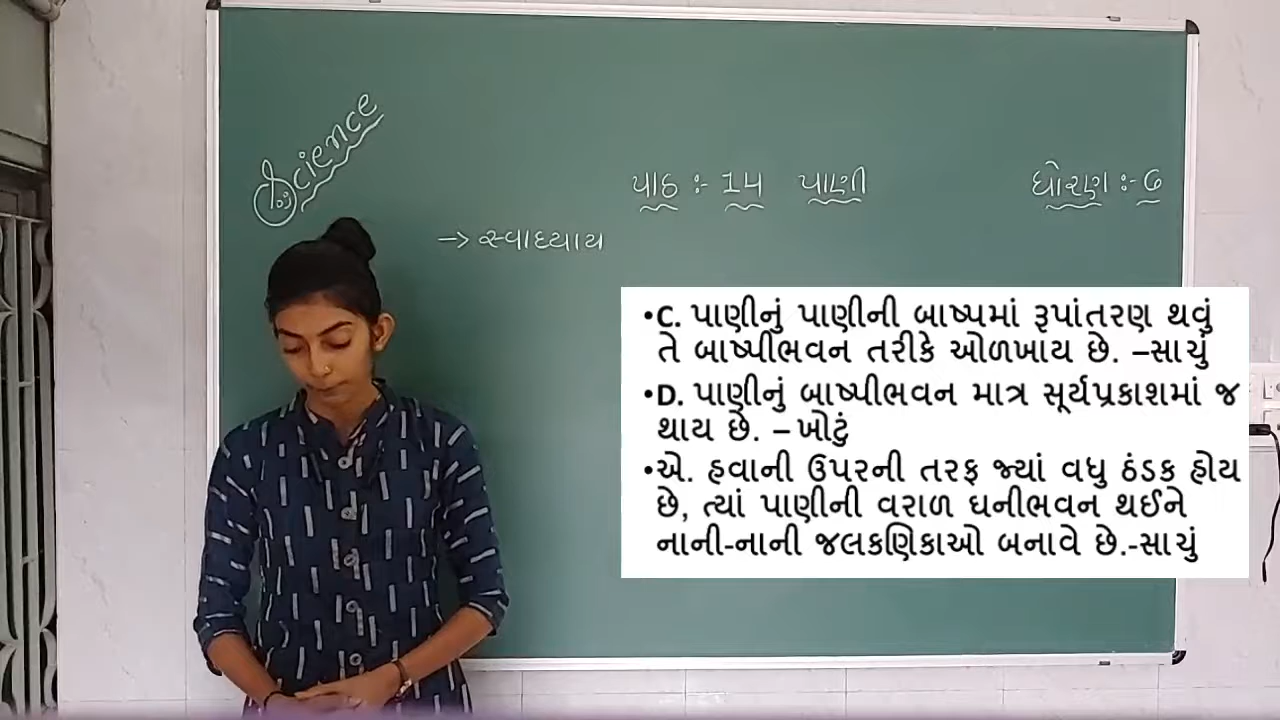 Science
પાઠ :- 14 પાણી
ધોરણ :- 6
→ સ્વાધ્યાય
•C. પાણીનું પાણીની બાષ્પમાં રૂપાંતરણ થવું
તે બાષ્પીભવન તરીકે ઓળખાય છે. –સાચું
•D. પાણીનું બાષ્પીભવન માત્ર સૂર્યપ્રકાશમાં જ
થાય છે. – ખોટું
•એ. હવાની ઉપરની તરફ જ્યાં વધુ ઠંડક હોય
છે, ત્યાં પાણીની વરાળ ઘનીભવન થઈને
નાની-નાની જલકણિકાઓ બનાવે છે.-સાચું